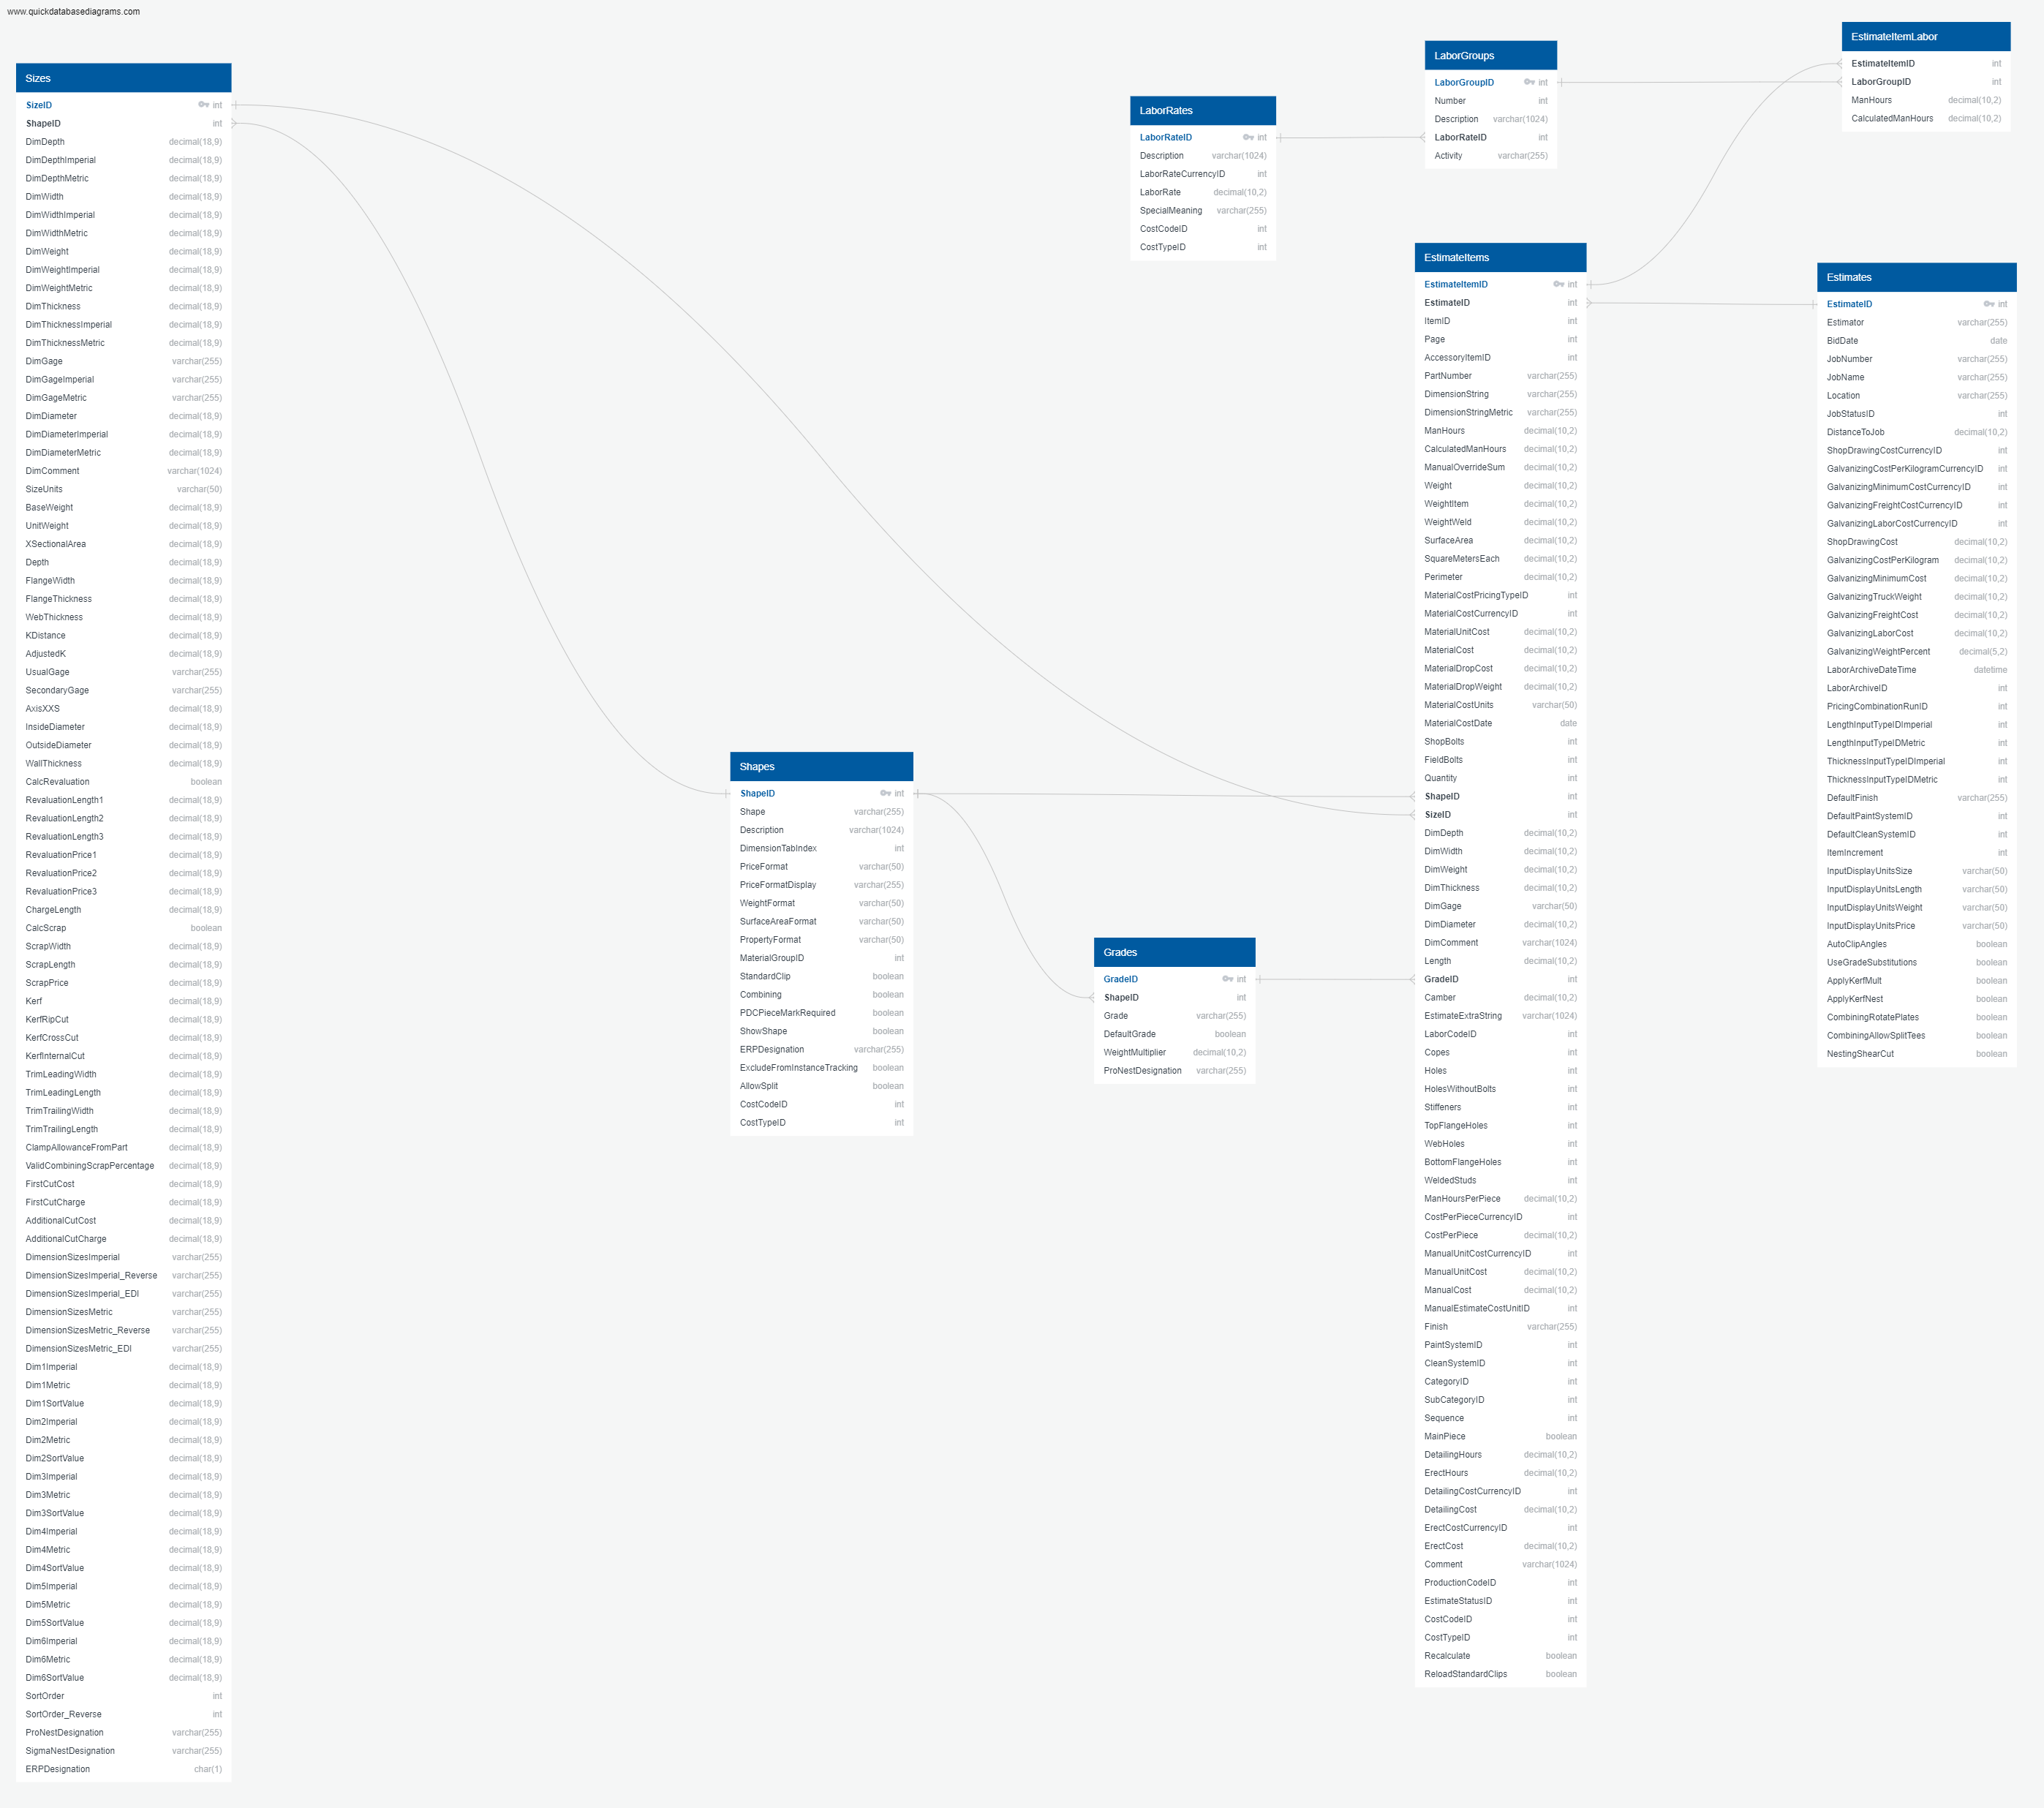 www.quickdatabasediagrams.com
Sizes
SizeID int
ShapeID int
DimDepth decimal(18,9)
DimDepthImperial decimal(18,9)
DimDepthMetric decimal(18,9)
DimWidth decimal(18,9)
DimWidthImperial decimal(18,9)
DimWidthMetric decimal(18,9)
DimWeight decimal(18,9)
DimWeightImperial decimal(18,9)
DimWeightMetric decimal(18,9)
DimThickness decimal(18,9)
DimThicknessImperial decimal(18,9)
DimThicknessMetric decimal(18,9)
DimGage varchar(255)
DimGageImperial varchar(255)
DimGageMetric varchar(255)
DimDiameter decimal(18,9)
DimDiameterImperial decimal(18,9)
DimDiameterMetric decimal(18,9)
DimComment varchar(1024)
SizeUnits varchar(50)
BaseWeight decimal(18,9)
UnitWeight decimal(18,9)
XSectionalArea decimal(18,9)
Depth decimal(18,9)
FlangeWidth decimal(18,9)
FlangeThickness decimal(18,9)
WebThickness decimal(18,9)
KDistance decimal(18,9)
AdjustedK decimal(18,9)
UsualGage varchar(255)
SecondaryGage varchar(255)
AxisXXS decimal(18,9)
InsideDiameter decimal(18,9)
OutsideDiameter decimal(18,9)
WallThickness decimal(18,9)
CalcRevaluation boolean
RevaluationLength1 decimal(18,9)
RevaluationLength2 decimal(18,9)
RevaluationLength3 decimal(18,9)
RevaluationPrice1 decimal(18,9)
RevaluationPrice2 decimal(18,9)
RevaluationPrice3 decimal(18,9)
ChargeLength decimal(18,9)
CalcScrap boolean
ScrapWidth decimal(18,9)
ScrapLength decimal(18,9)
ScrapPrice decimal(18,9)
Kerf decimal(18,9)
KerfRipCut decimal(18,9)
KerfCrossCut decimal(18,9)
KerfInternalCut decimal(18,9)
TrimLeadingWidth decimal(18,9)
TrimLeadingLength decimal(18,9)
TrimTrailingWidth decimal(18,9)
TrimTrailingLength decimal(18,9)
ClampAllowanceFromPart decimal(18,9)
ValidCombiningScrapPercentage decimal(18,9)
FirstCutCost decimal(18,9)
FirstCutCharge decimal(18,9)
AdditionalCutCost decimal(18,9)
AdditionalCutCharge decimal(18,9)
DimensionSizesImperial varchar(255)
DimensionSizesImperial_Reverse varchar(255)
DimensionSizesImperial_EDI varchar(255)
DimensionSizesMetric varchar(255)
DimensionSizesMetric_Reverse varchar(255)
DimensionSizesMetric_EDI varchar(255)
Dim1Imperial decimal(18,9)
Dim1Metric decimal(18,9)
Dim1SortValue decimal(18,9)
Dim2Imperial decimal(18,9)
Dim2Metric decimal(18,9)
Dim2SortValue decimal(18,9)
Dim3Imperial decimal(18,9)
Dim3Metric decimal(18,9)
Dim3SortValue decimal(18,9)
Dim4Imperial decimal(18,9)
Dim4Metric decimal(18,9)
Dim4SortValue decimal(18,9)
Dim5Imperial decimal(18,9)
Dim5Metric decimal(18,9)
Dim5SortValue decimal(18,9)
Dim6Imperial decimal(18,9)
Dim6Metric decimal(18,9)
Dim6SortValue decimal(18,9)
SortOrder int
SortOrder_Reverse int
ProNestDesignation varchar(255)
SigmaNestDesignation varchar(255)
ERPDesignation char(1)
Shapes
ShapeID int
Shape varchar(255)
Description varchar(1024)
DimensionTabIndex int
PriceFormat varchar(50)
PriceFormatDisplay varchar(255)
WeightFormat varchar(50)
SurfaceAreaFormat varchar(50)
PropertyFormat varchar(50)
MaterialGroupID int
StandardClip boolean
Combining boolean
PDCPieceMarkRequired boolean
ShowShape boolean
ERPDesignation varchar(255)
ExcludeFromInstanceTracking boolean
AllowSplit boolean
CostCodeID int
CostTypeID int
LaborRates
LaborRateID int
Description varchar(1024)
LaborRateCurrencyID int
LaborRate decimal(10,2)
SpecialMeaning varchar(255)
CostCodeID int
CostTypeID int
Grades
GradeID int
ShapeID int
Grade varchar(255)
DefaultGrade boolean
WeightMultiplier decimal(10,2)
ProNestDesignation varchar(255)
LaborGroups
LaborGroupID int
Number int
Description varchar(1024)
LaborRateID int
Activity varchar(255)
EstimateItems
EstimateItemID int
EstimateID int
ItemID int
Page int
AccessoryItemID int
PartNumber varchar(255)
DimensionString varchar(255)
DimensionStringMetric varchar(255)
ManHours decimal(10,2)
CalculatedManHours decimal(10,2)
ManualOverrideSum decimal(10,2)
Weight decimal(10,2)
WeightItem decimal(10,2)
WeightWeld decimal(10,2)
SurfaceArea decimal(10,2)
SquareMetersEach decimal(10,2)
Perimeter decimal(10,2)
MaterialCostPricingTypeID int
MaterialCostCurrencyID int
MaterialUnitCost decimal(10,2)
MaterialCost decimal(10,2)
MaterialDropCost decimal(10,2)
MaterialDropWeight decimal(10,2)
MaterialCostUnits varchar(50)
MaterialCostDate date
ShopBolts int
FieldBolts int
Quantity int
ShapeID int
SizeID int
DimDepth decimal(10,2)
DimWidth decimal(10,2)
DimWeight decimal(10,2)
DimThickness decimal(10,2)
DimGage varchar(50)
DimDiameter decimal(10,2)
DimComment varchar(1024)
Length decimal(10,2)
GradeID int
Camber decimal(10,2)
EstimateExtraString varchar(1024)
LaborCodeID int
Copes int
Holes int
HolesWithoutBolts int
Stiffeners int
TopFlangeHoles int
WebHoles int
BottomFlangeHoles int
WeldedStuds int
ManHoursPerPiece decimal(10,2)
CostPerPieceCurrencyID int
CostPerPiece decimal(10,2)
ManualUnitCostCurrencyID int
ManualUnitCost decimal(10,2)
ManualCost decimal(10,2)
ManualEstimateCostUnitID int
Finish varchar(255)
PaintSystemID int
CleanSystemID int
CategoryID int
SubCategoryID int
Sequence int
MainPiece boolean
DetailingHours decimal(10,2)
ErectHours decimal(10,2)
DetailingCostCurrencyID int
DetailingCost decimal(10,2)
ErectCostCurrencyID int
ErectCost decimal(10,2)
Comment varchar(1024)
ProductionCodeID int
EstimateStatusID int
CostCodeID int
CostTypeID int
Recalculate boolean
ReloadStandardClips boolean
EstimateItemLabor
EstimateItemID int
LaborGroupID int
ManHours decimal(10,2)
CalculatedManHours decimal(10,2)
Estimates
EstimateID int
Estimator varchar(255)
BidDate date
JobNumber varchar(255)
JobName varchar(255)
Location varchar(255)
JobStatusID int
DistanceToJob decimal(10,2)
ShopDrawingCostCurrencyID int
GalvanizingCostPerKilogramCurrencyID int
GalvanizingMinimumCostCurrencyID int
GalvanizingFreightCostCurrencyID int
GalvanizingLaborCostCurrencyID int
ShopDrawingCost decimal(10,2)
GalvanizingCostPerKilogram decimal(10,2)
GalvanizingMinimumCost decimal(10,2)
GalvanizingTruckWeight decimal(10,2)
GalvanizingFreightCost decimal(10,2)
GalvanizingLaborCost decimal(10,2)
GalvanizingWeightPercent decimal(5,2)
LaborArchiveDateTime datetime
LaborArchiveID int
PricingCombinationRunID int
LengthInputTypeIDImperial int
LengthInputTypeIDMetric int
ThicknessInputTypeIDImperial int
ThicknessInputTypeIDMetric int
DefaultFinish varchar(255)
DefaultPaintSystemID int
DefaultCleanSystemID int
ItemIncrement int
InputDisplayUnitsSize varchar(50)
InputDisplayUnitsLength varchar(50)
InputDisplayUnitsWeight varchar(50)
InputDisplayUnitsPrice varchar(50)
AutoClipAngles boolean
UseGradeSubstitutions boolean
ApplyKerfMult boolean
ApplyKerfNest boolean
CombiningRotatePlates boolean
CombiningAllowSplitTees boolean
NestingShearCut boolean